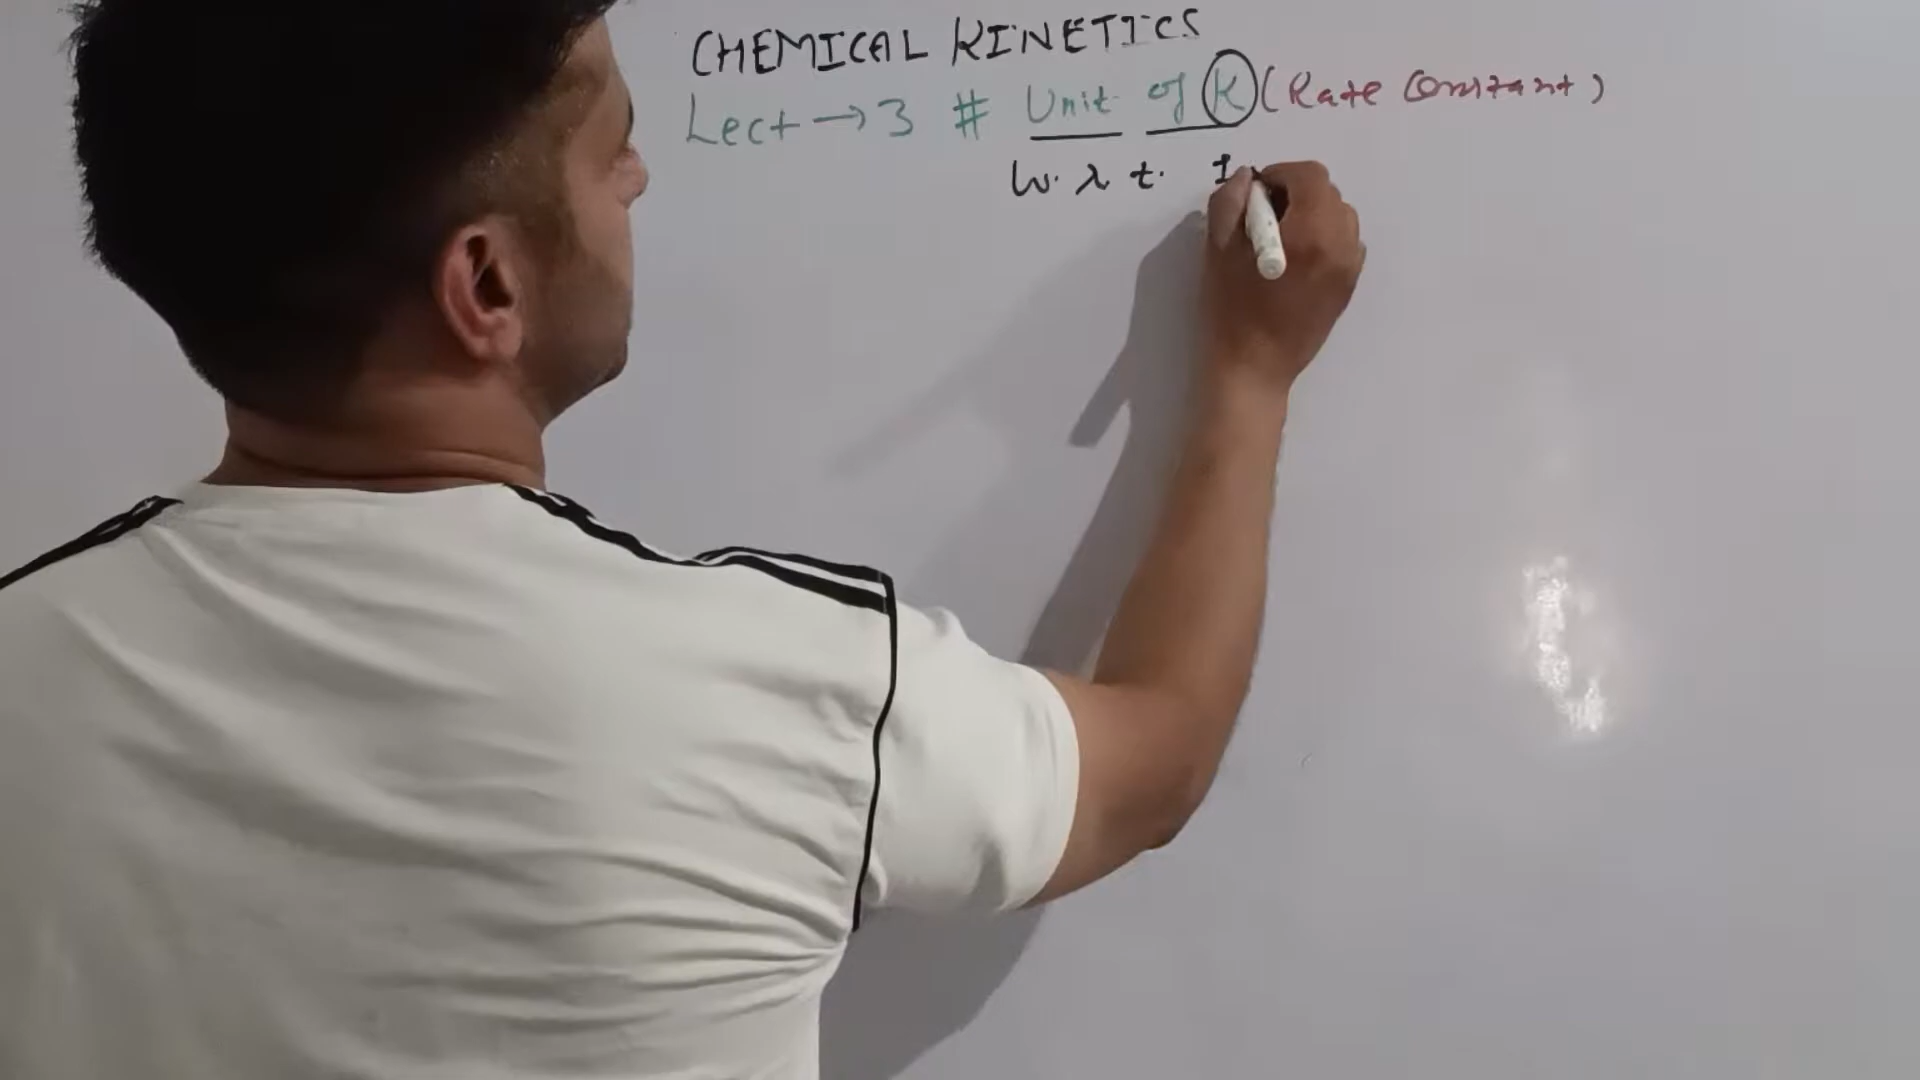 CHEMICAL KINETICS
Lect → 3 # Unit of K (Rate Constant)
w. r t.